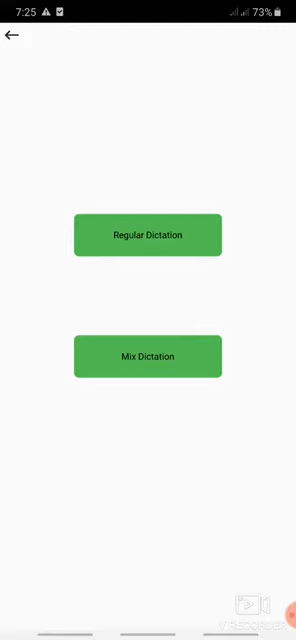 7:25
73%
Regular Dictation
Mix Dictation
V RECORDER